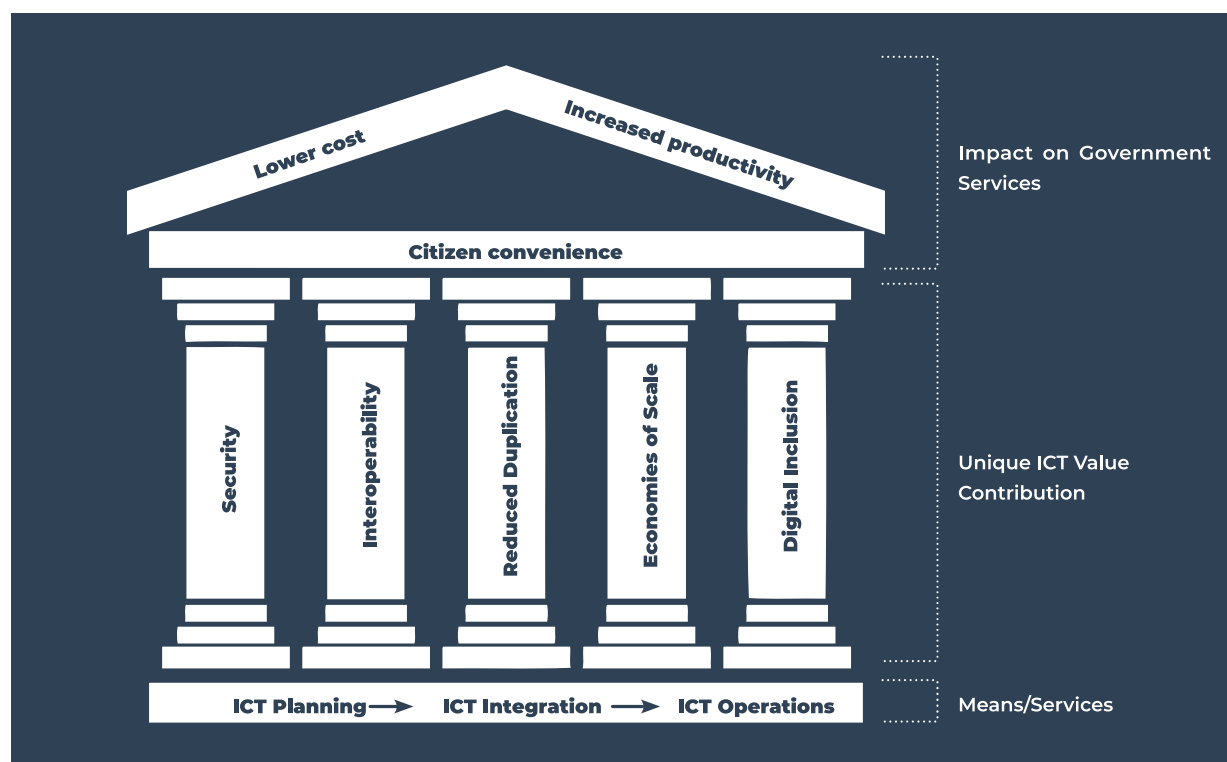 Lower cost
Increased productivity
Impact on Government
Services
Citizen convenience
Security
Interoperability
Reduced Duplication
Economies of Scale
Digital Inclusion
Unique ICT Value
Contribution
ICT Planning
ICT Integration
ICT Operations
Means/Services